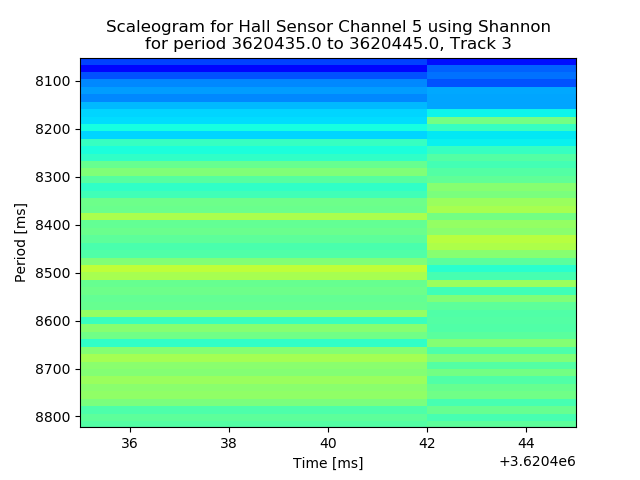 Scaleogram for Hall Sensor Channel 5 using Shannon
for period 3620435.0 to 3620445.0, Track 3
8100
8200
8300
8400
8500
8600
8700
8800
Period [ms]
36 38 40 42 44
Time [ms]
+3.6204e6